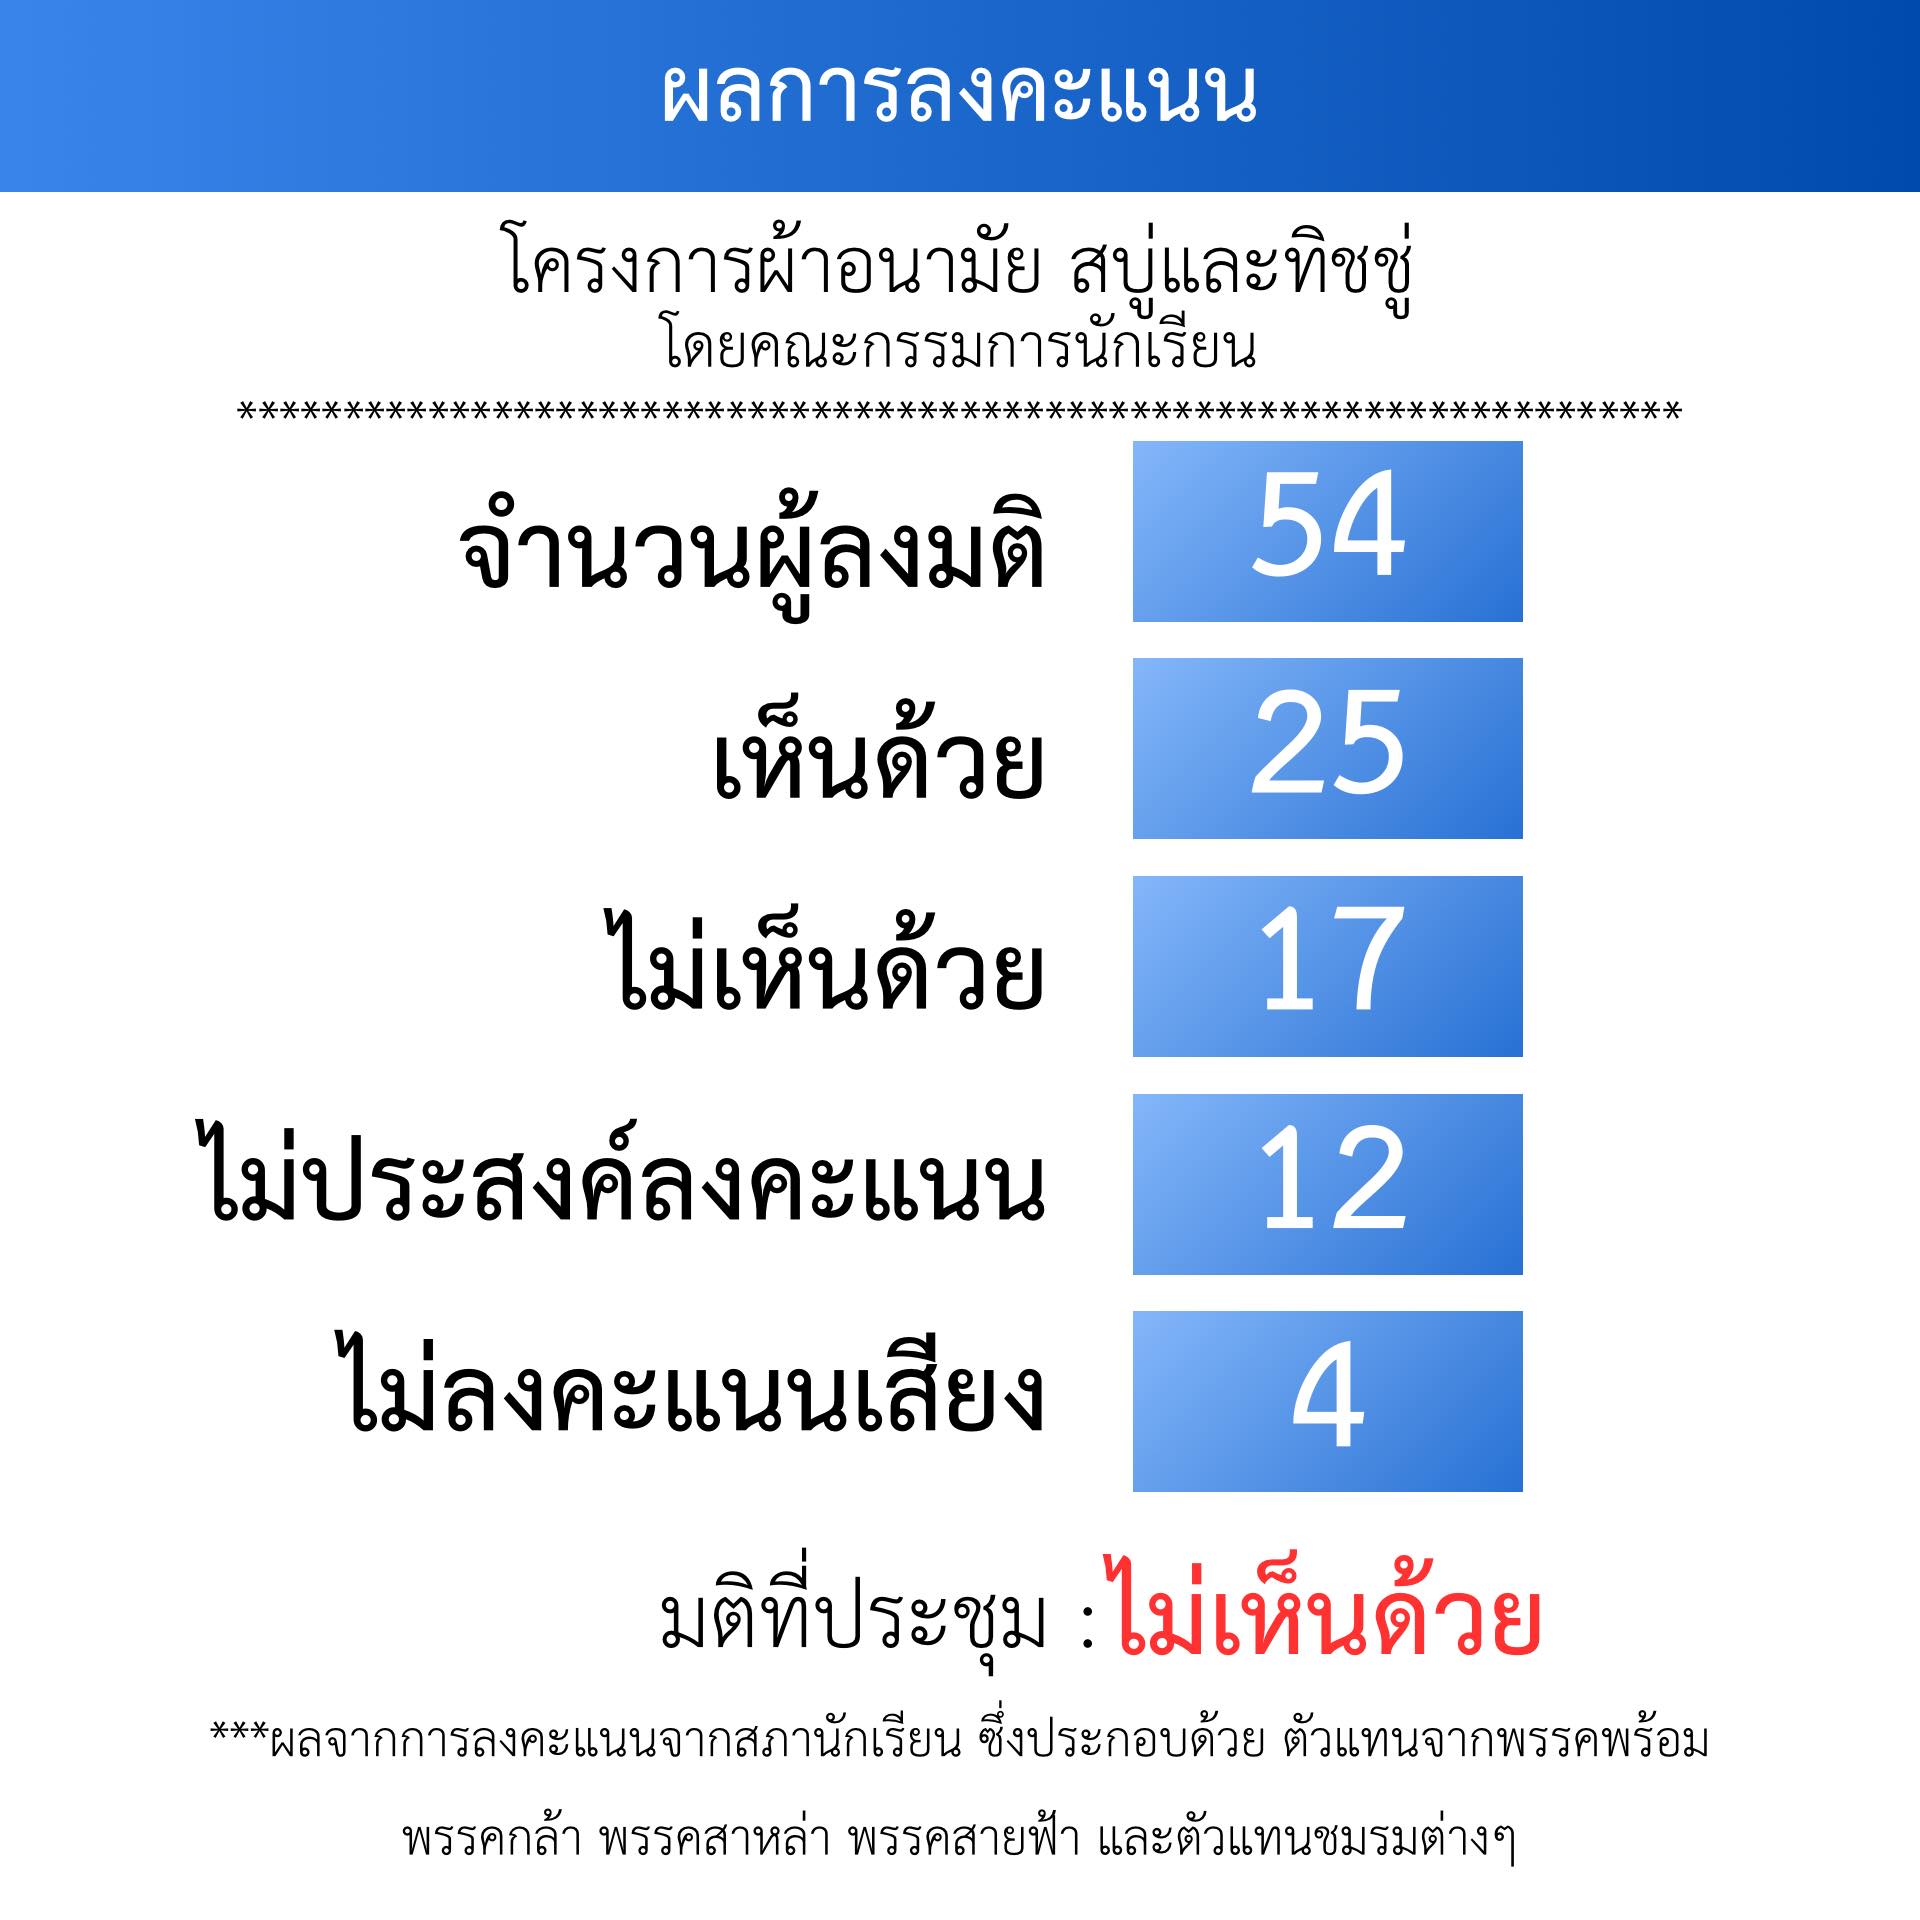 ผลการลงคะแนน
โครงการผ้าอนามัย สบู่และทิชชู่
โดยคณะกรรมการนักเรียน
********************************************************************
จำนวนผู้ลงมติ 54
เห็นด้วย 25
ไม่เห็นด้วย 17
ไม่ประสงค์ลงคะแนน 12
ไม่ลงคะแนนเสียง 4
มติที่ประชุม :ไม่เห็นด้วย
***ผลจากการลงคะแนนจากสภานักเรียน ซึ่งประกอบด้วย ตัวแทนจากพรรคพร้อม
พรรคกล้า พรรคสาหล่า พรรคสายฟ้า และตัวแทนชมรมต่างๆ